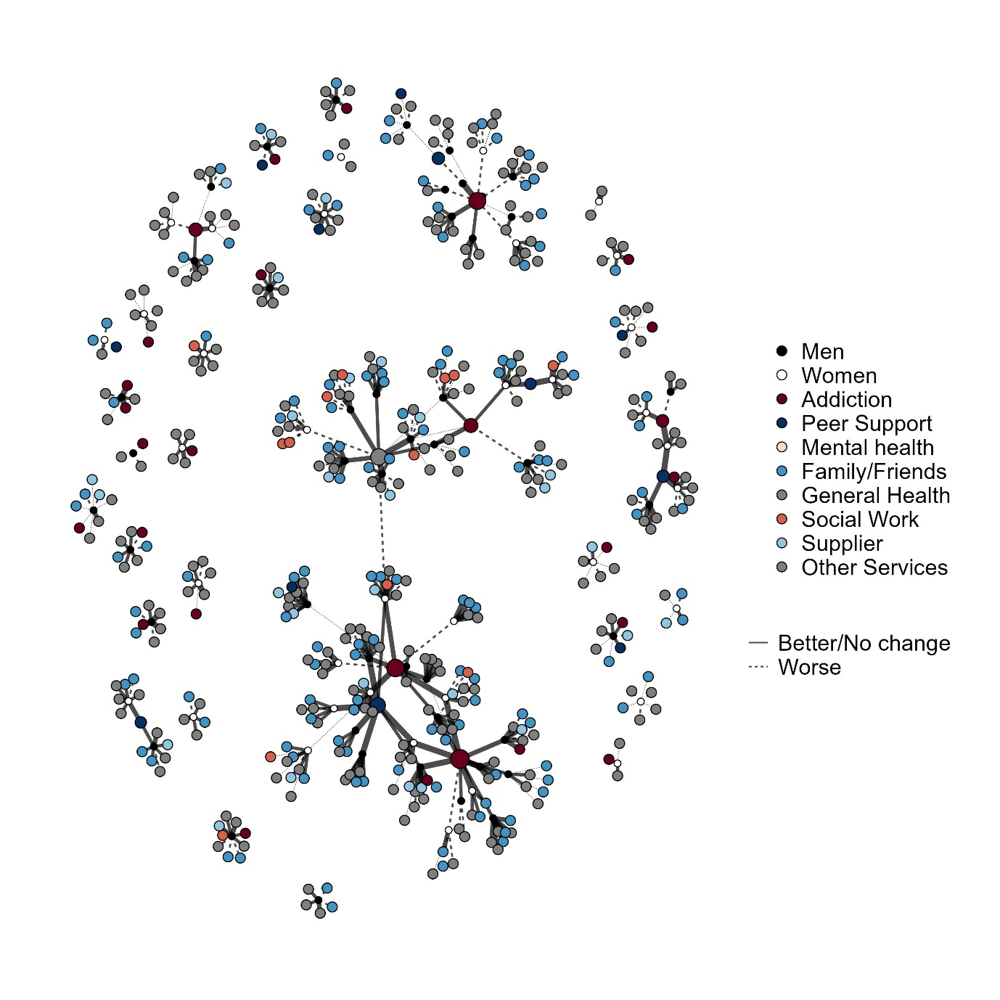 Men
Women
Addiction
Peer Support
Mental health
Family/Friends
General Health
Social Work
Supplier
Other Services
Better/No change
Worse